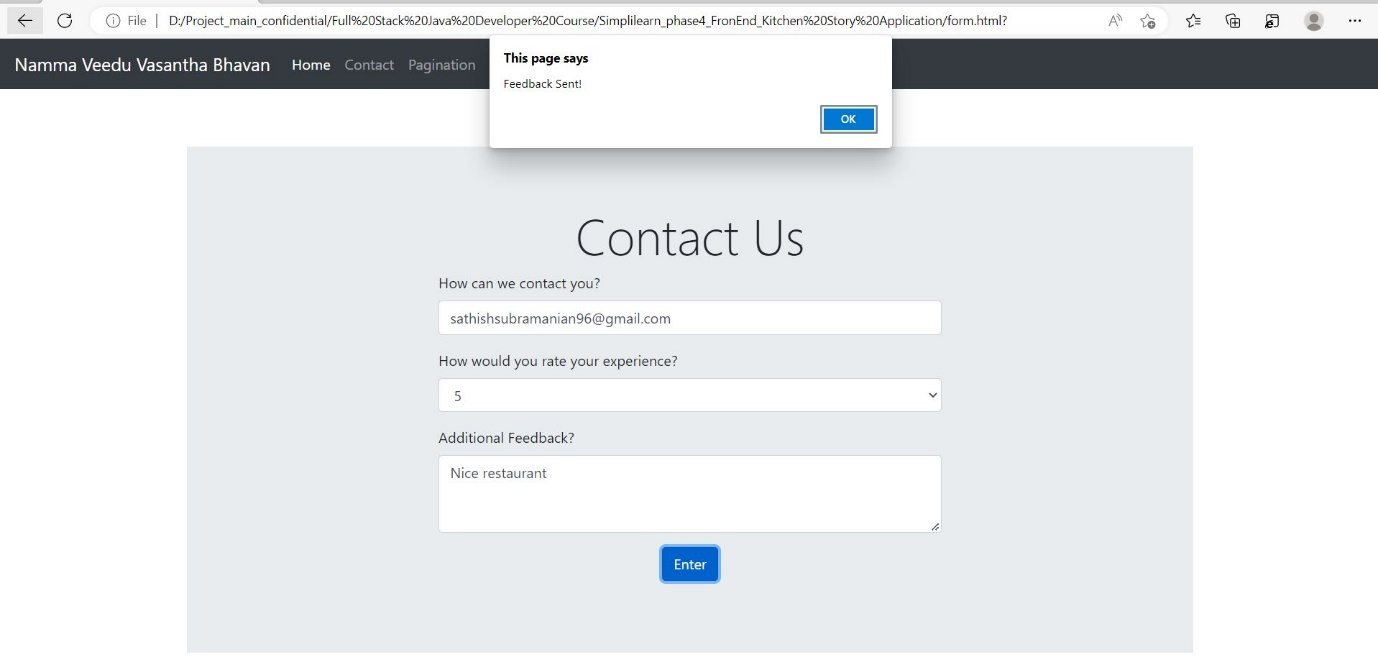 File | D:/Project_main_confidential/Full%20Stack%20Java%20Developer%20Course/Simplilearn_phase4_FronEnd_Kitchen%20Story%20Application/form.html?
Namma Veedu Vasantha Bhavan Home Contact Pagination
This page says
Feedback Sent!
OK
Contact Us
How can we contact you?
sathishsubramanian96@gmail.com
How would you rate your experience?
5
Additional Feedback?
Nice restaurant
Enter